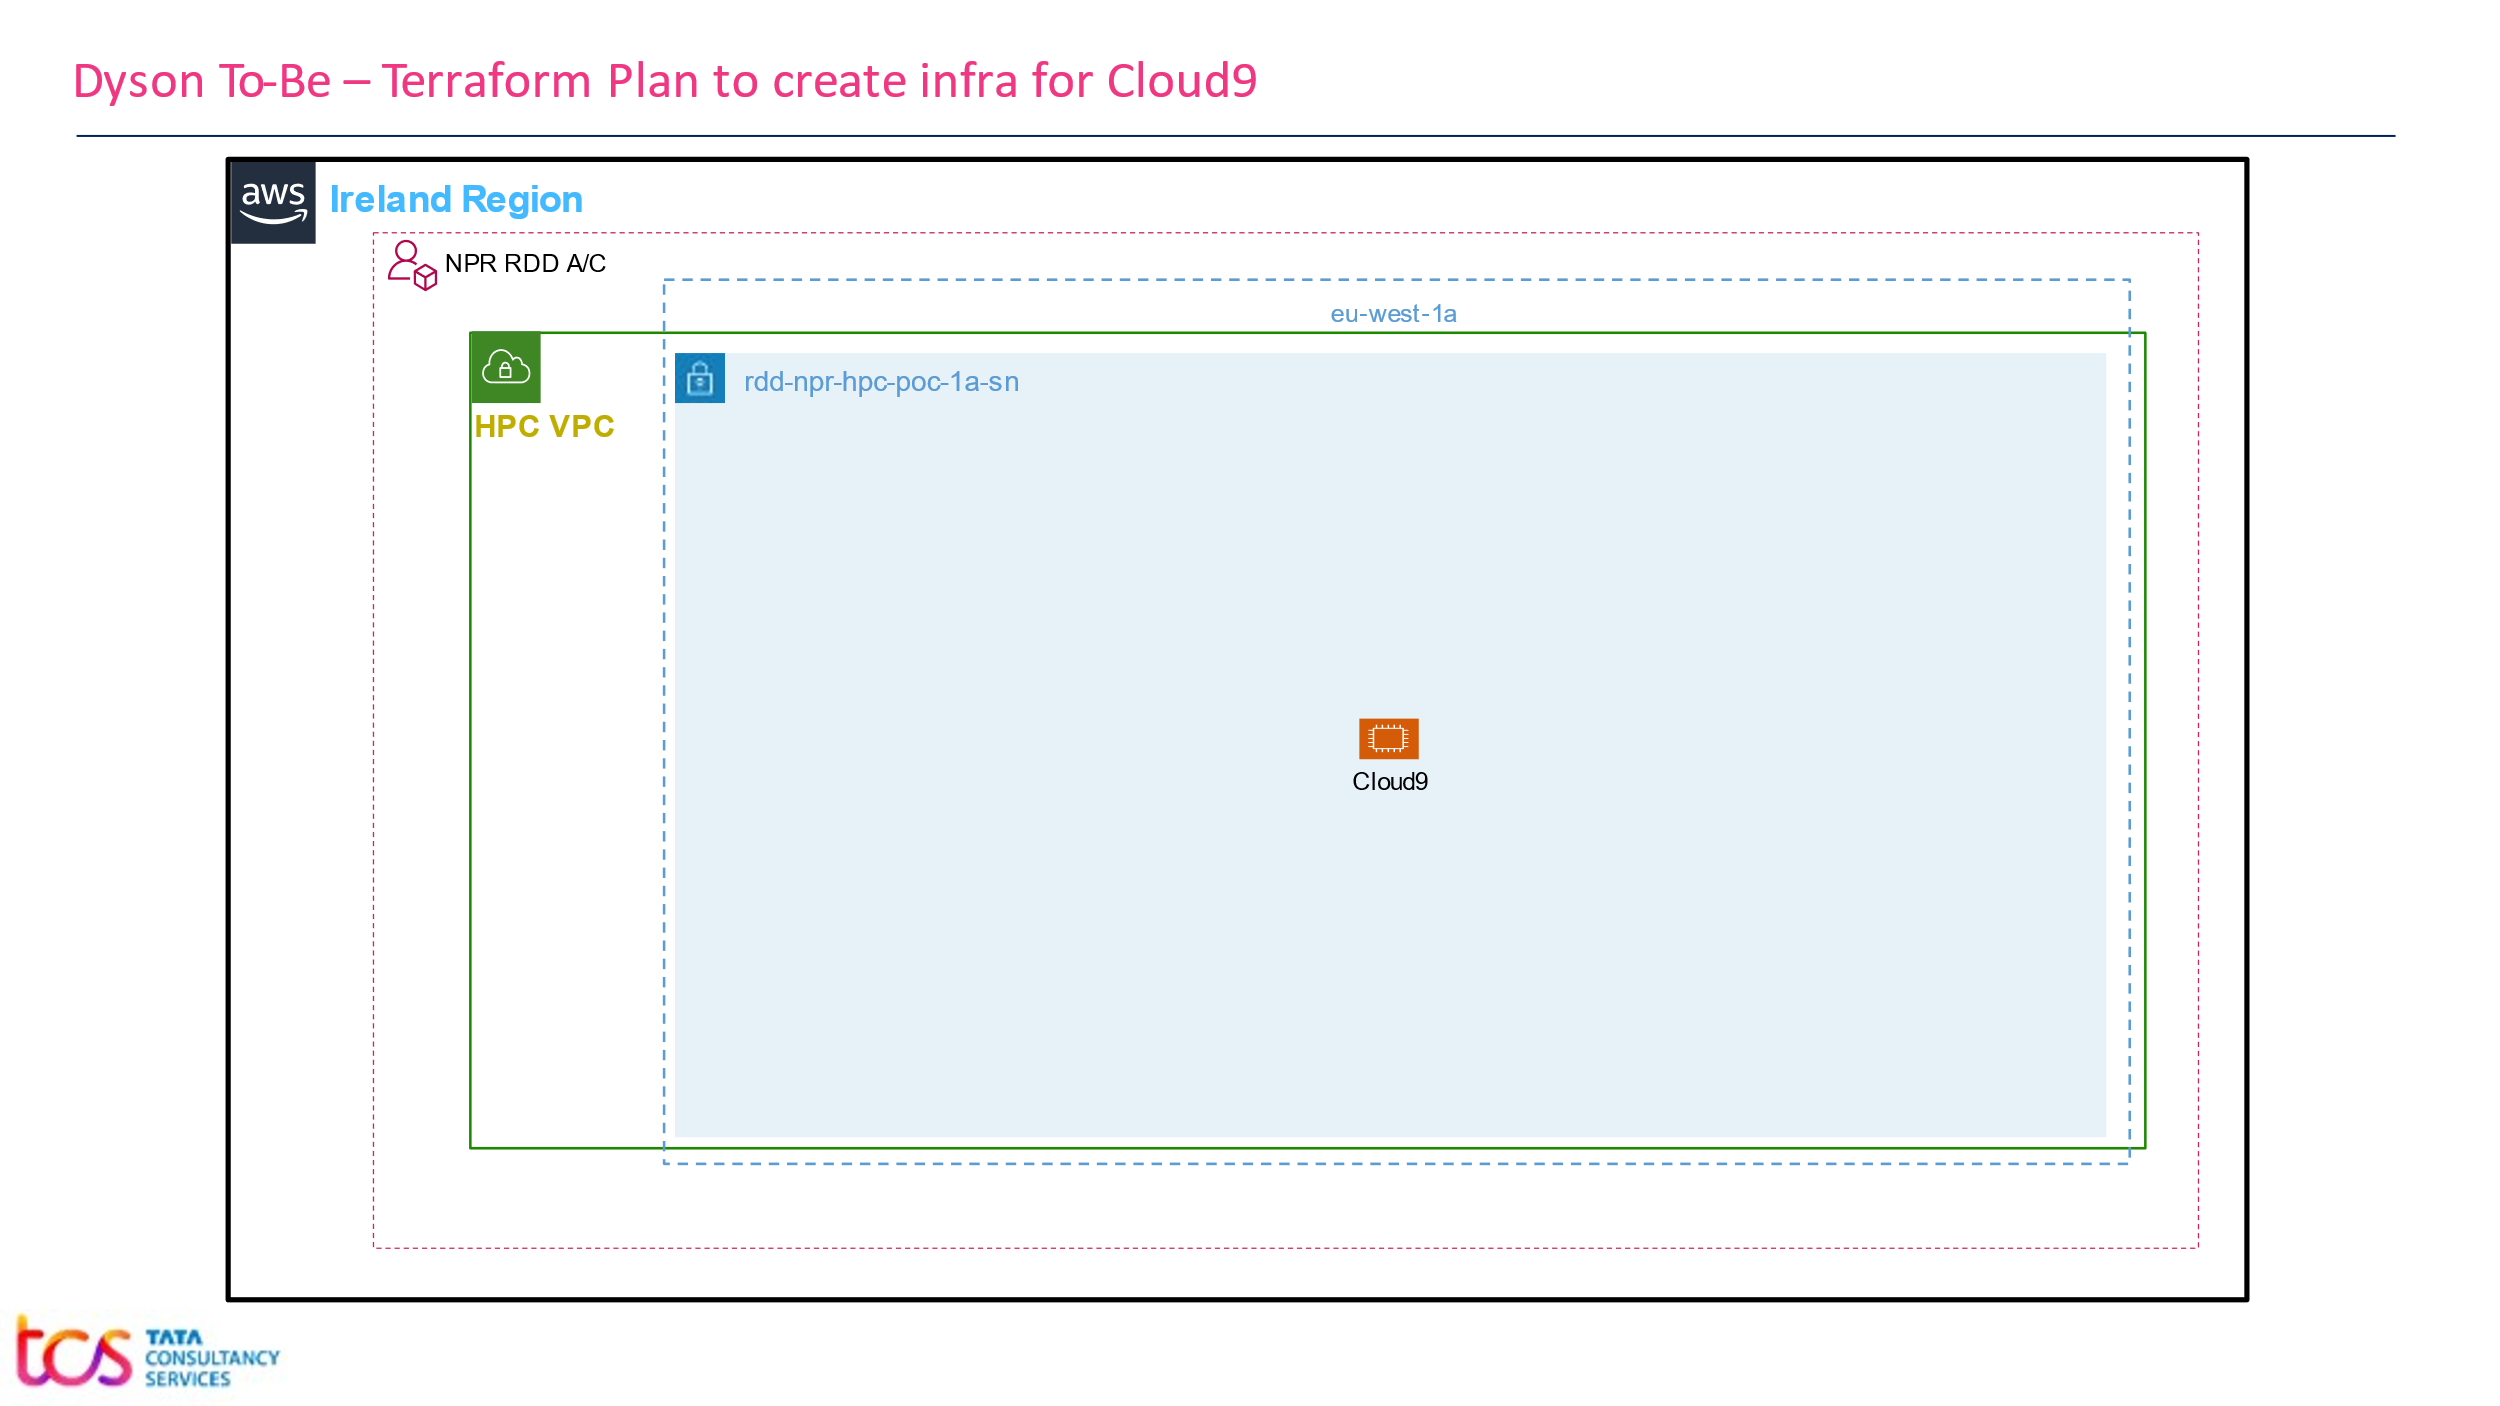 Dyson To-Be – Terraform Plan to create infra for Cloud9
aws
Ireland Region
NPR RDD A/C
eu-west-1a
rdd-npr-hpc-poc-1a-sn
HPC VPC
Cloud9
tcs
TATA
CONSULTANCY
SERVICES